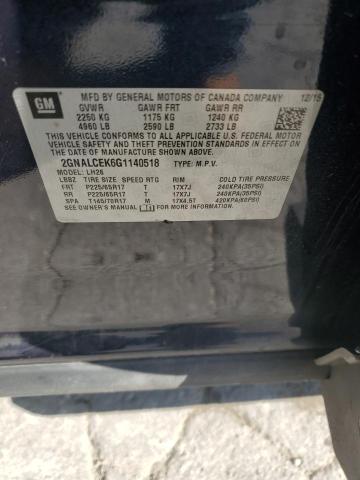 GM
MFD BY GENERAL MOTORS OF CANADA COMPANY 12/15
GVWR GAWR FRT GAWR RR
2250 KG 1175 KG 1240 KG
4960 LB 2590 LB 2733 LB
THIS VEHICLE CONFORMS TO ALL APPLICABLE U.S. FEDERAL MOTOR
VEHICLE SAFETY, BUMPER, AND THEFT PREVENTION STANDARDS
IN EFFECT ON THE DATE OF MANUFACTURE SHOWN ABOVE.
2GNALCEK6G1140518 TYPE: M.P.V.
MODEL: LH26
LBBZ TIRE SIZE SPEED RTG RIM COLD TIRE PRESSURE
FRT P225/65R17 T 17X7J 240KPA(35PSI)
RR P225/65R17 T 17X7J 240KPA(35PSI)
SPA T165/70R17 M 17X4.5T 420KPA(60PSI)
SEE OWNER'S MANUAL FOR ADDITIONAL INFORMATION.